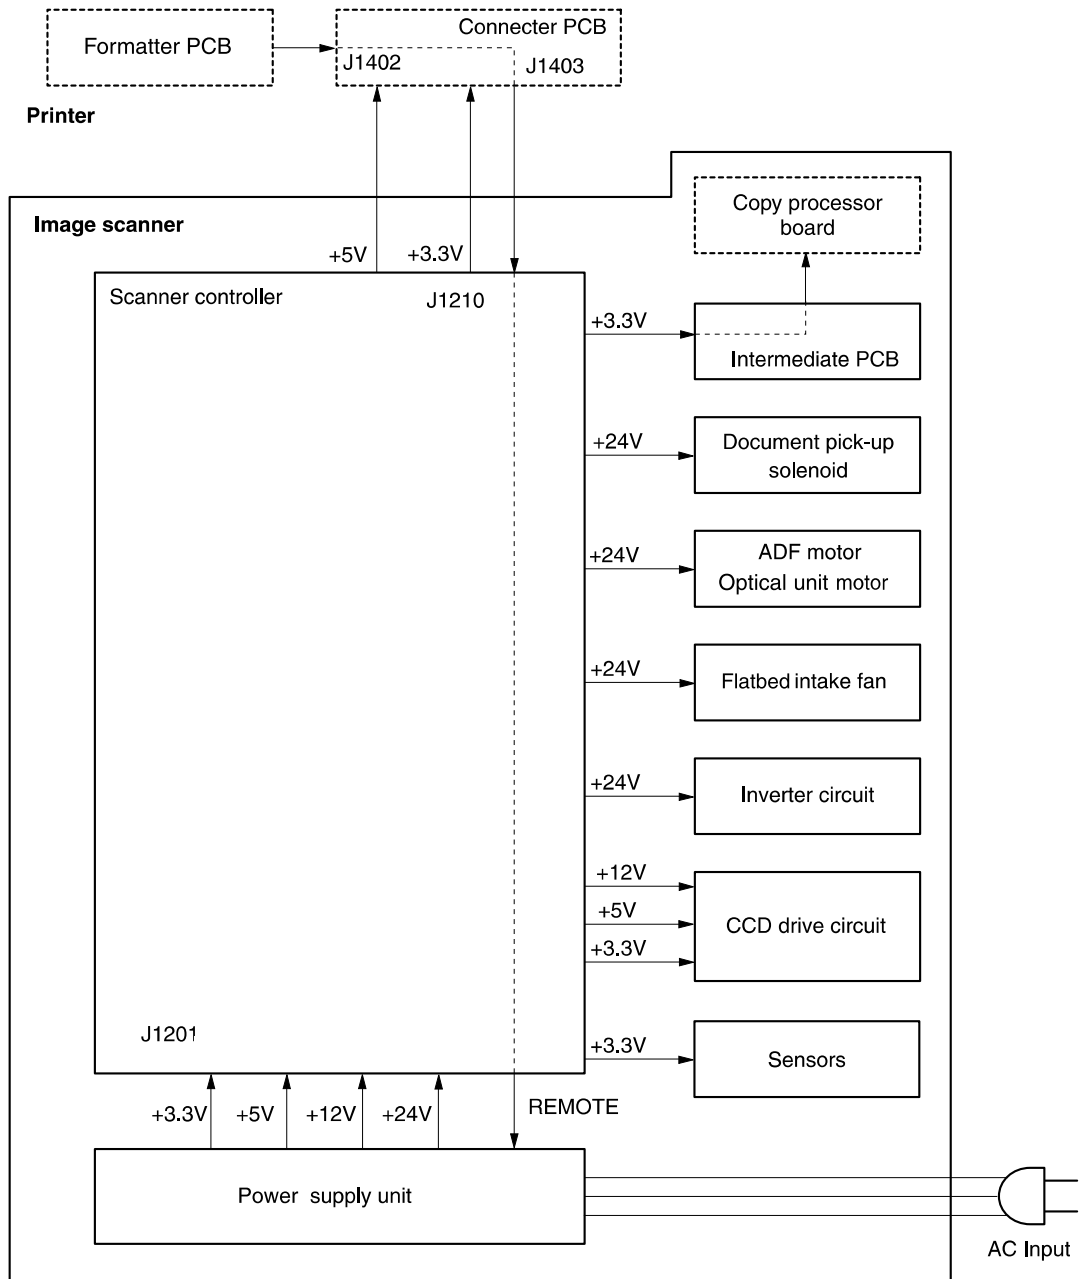 Formatter PCB
Connecter PCB
J1402
J1403
Printer
Image scanner
Copy processor
board
+5V
+3.3V
Scanner controller
J1210
+3.3V
Intermediate PCB
+24V
Document pick-up
solenoid
+24V
ADF motor
Optical unit motor
+24V
Flatbed intake fan
+24V
Inverter circuit
+12V
+5V
+3.3V
CCD drive circuit
J1201
+3.3V
Sensors
+3.3V
+5V
+12V
+24V
REMOTE
Power supply unit
AC Input